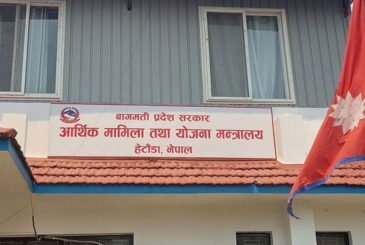 बागमती प्रदेश सरकार
आर्थिक मामिला तथा योजना मन्त्रालय
हेटौंडा, नेपाल